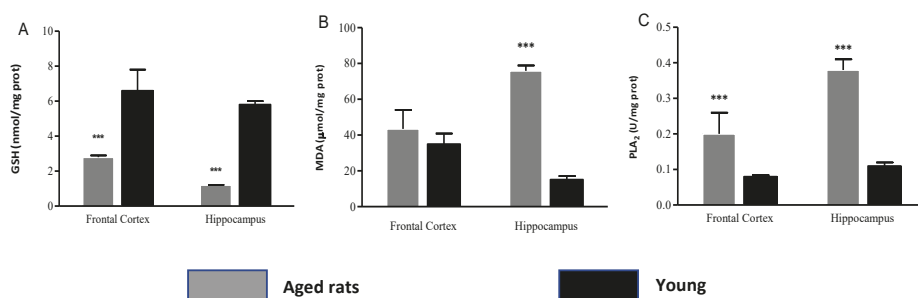 A
GSH (nmol/mg prot)
10
8
6
4
2
0
***
***
Frontal Cortex
Hippocampus
B
MDA (μmol/mg prot)
100
80
60
40
20
0
***
Frontal Cortex
Hippocampus
C
PLA₂ (U/mg prot)
0.5
0.4
0.3
0.2
0.1
0.0
***
***
Frontal Cortex
Hippocampus
Aged rats
Young